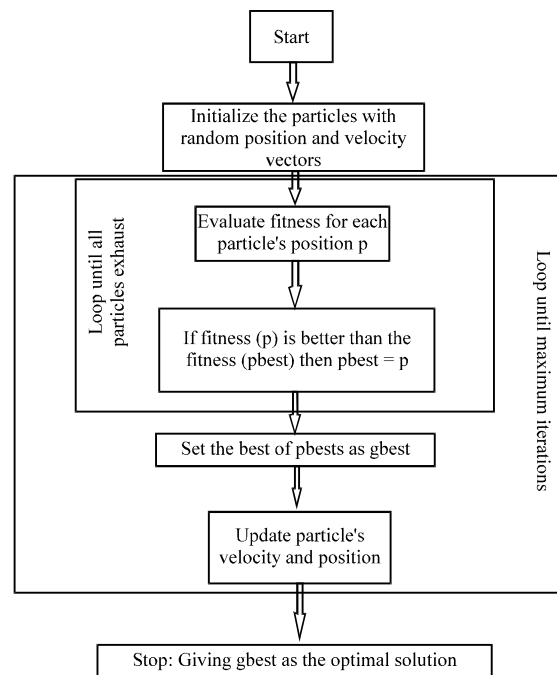 Start
Initialize the particles with
random position and velocity
vectors
Loop until all
particles exhaust
Evaluate fitness for each
particle's position p
If fitness (p) is better than the
fitness (pbest) then pbest = p
Loop until maximum iterations
Set the best of pbests as gbest
Update particle's
velocity and position
Stop: Giving gbest as the optimal solution